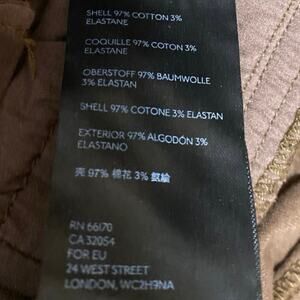 SHELL 97% COTTON 3%
ELASTANE
COQUILLE 97% COTON 3%
ELASTANE
OBERSTOFF 97% BAUMWOLLE
3% ELASTAN
SHELL 97% COTONE 3% ELASTAN
EXTERIOR 97% ALGODÓN 3%
ELASTANO
壳 97% 棉花 3% 氨綸
RN 66170
CA 32054
FOR EU
24 WEST STREET
LONDON, WC2H9NA